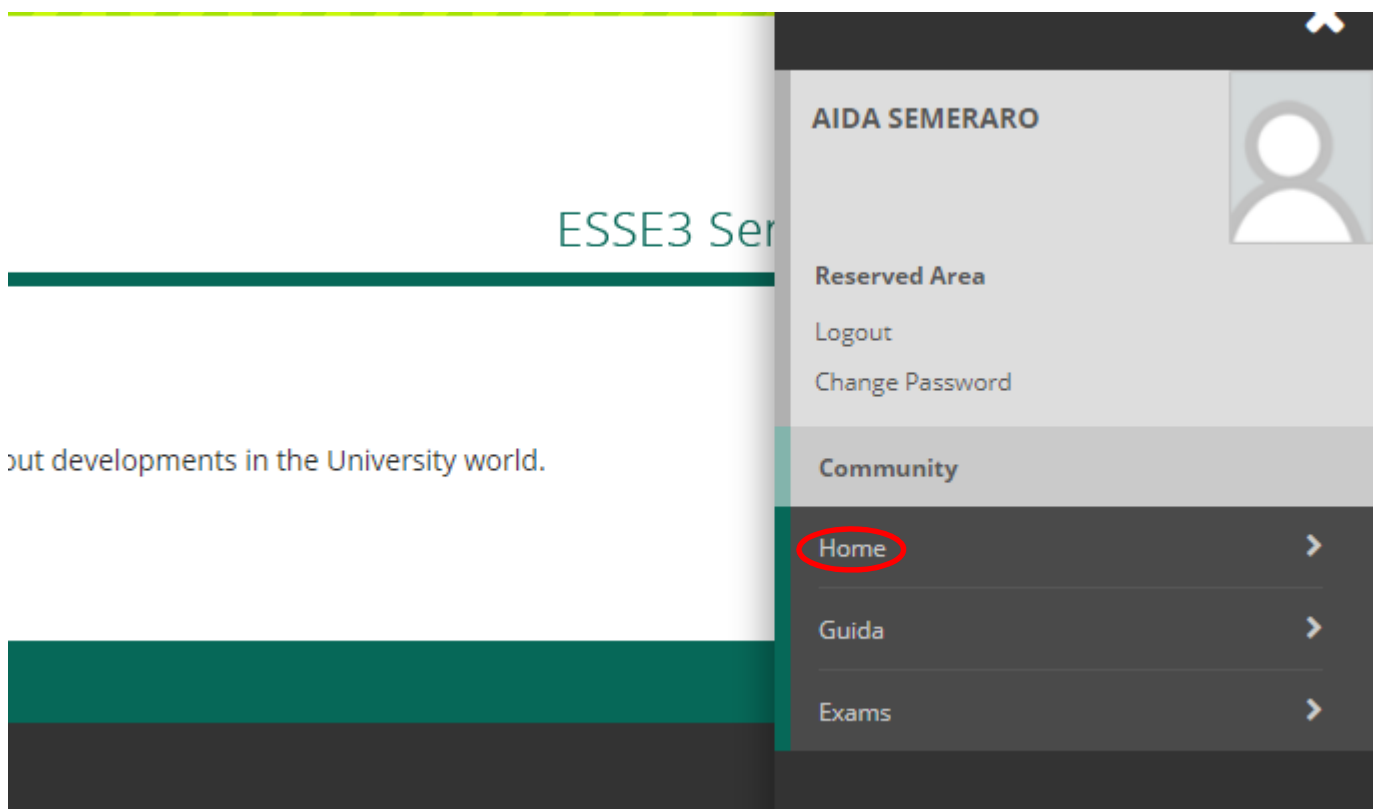 AIDA SEMERARO
ESSE3 Ser
Reserved Area
Logout
Change Password
out developments in the University world.
Community
Home
Guida
Exams